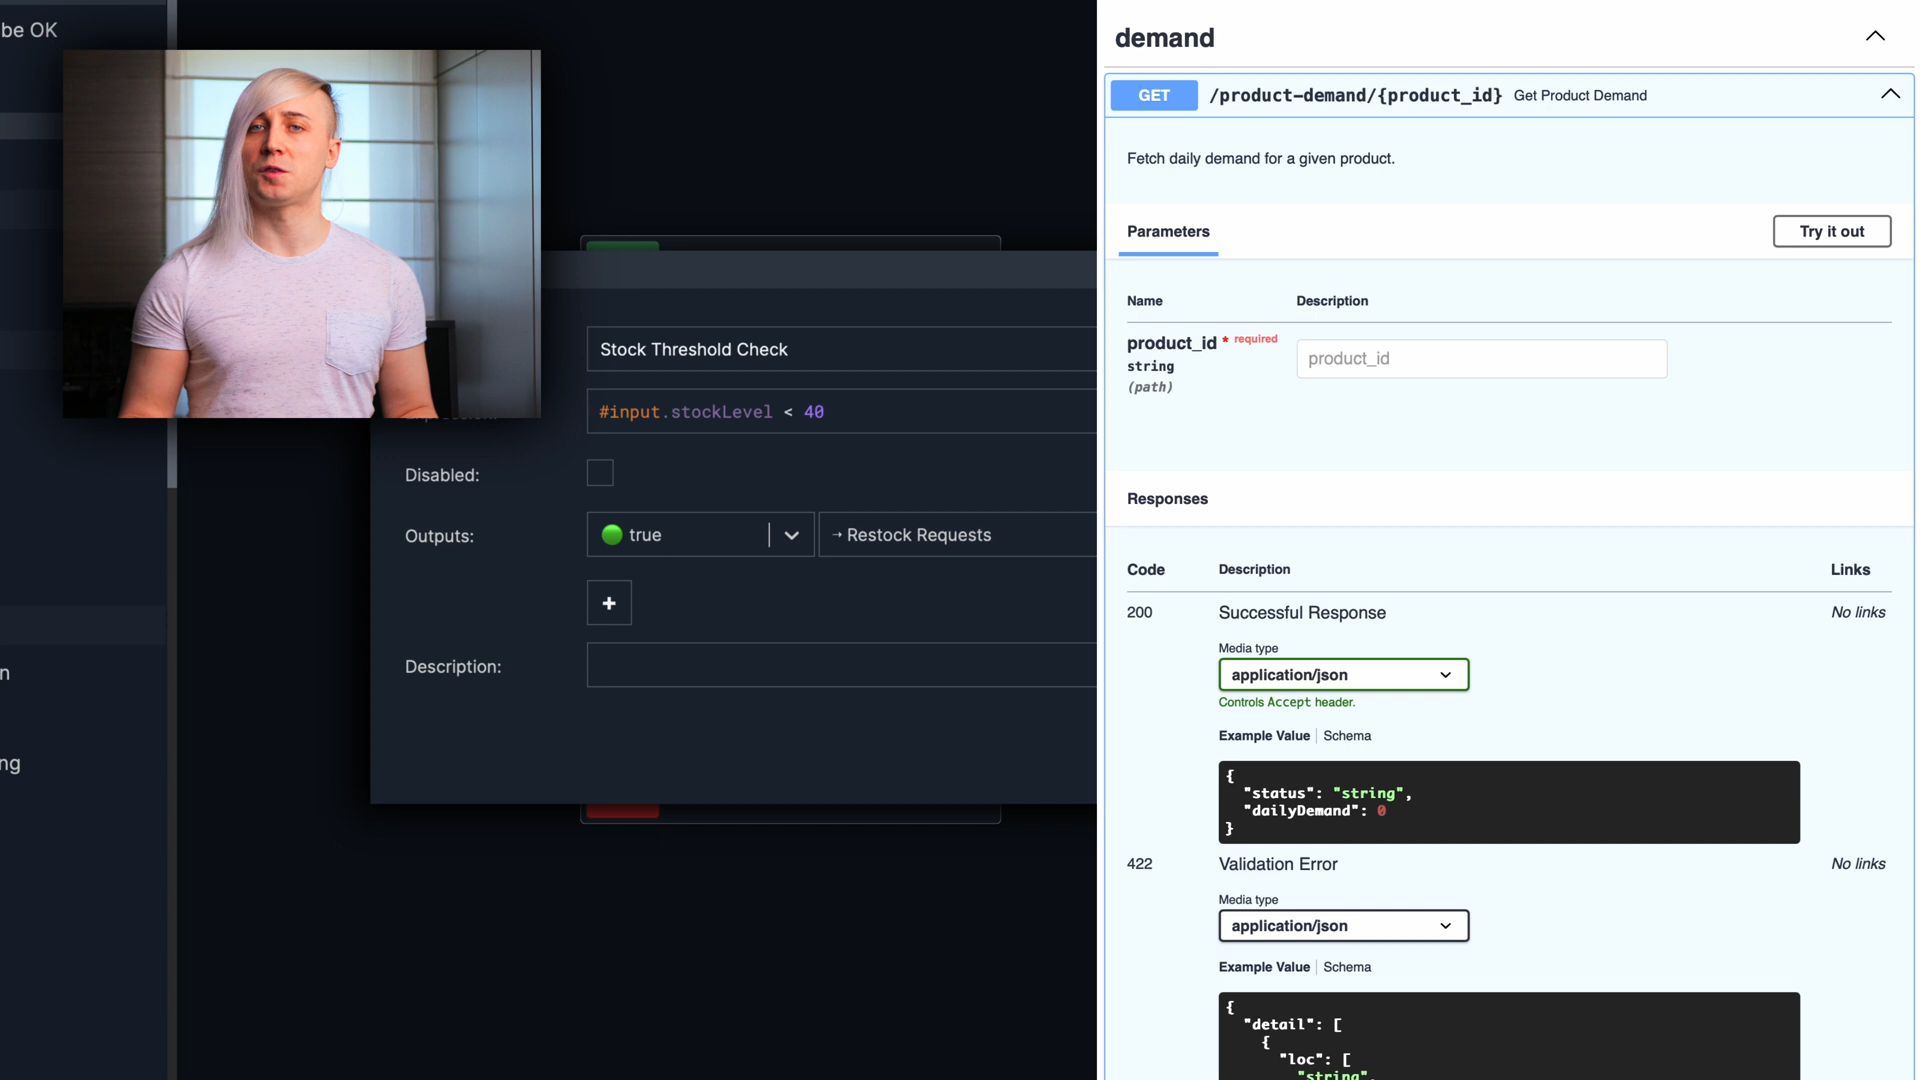 be OK
n
ng
Stock Threshold Check
#input.stockLevel < 40
Disabled:
Outputs:
true
→ Restock Requests
+
Description:
demand
GET /product-demand/{product_id} Get Product Demand
Fetch daily demand for a given product.
Parameters
Try it out
Name Description
product_id * required
string
(path)
product_id
Responses
Code Description Links
200 Successful Response No links
Media type
application/json
Controls Accept header.
Example Value | Schema
{
"status": "string",
"dailyDemand": 0
}
422 Validation Error No links
Media type
application/json
Example Value | Schema
{
"detail": [
{
"loc": [
"string",